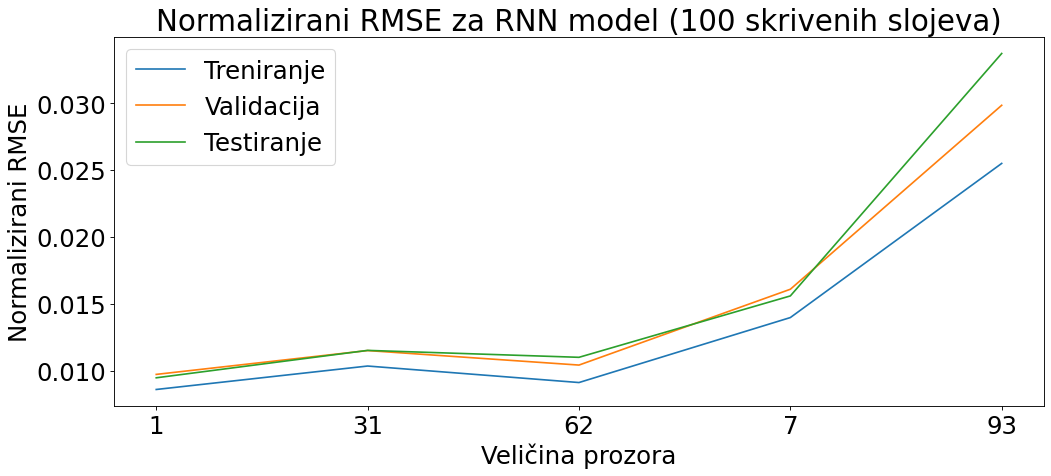 Normalizirani RMSE za RNN model (100 skrivenih slojeva)
Treniranje
Validacija
Testiranje
Normalizirani RMSE
0.030
0.025
0.020
0.015
0.010
1 31 62 7 93
Veličina prozora